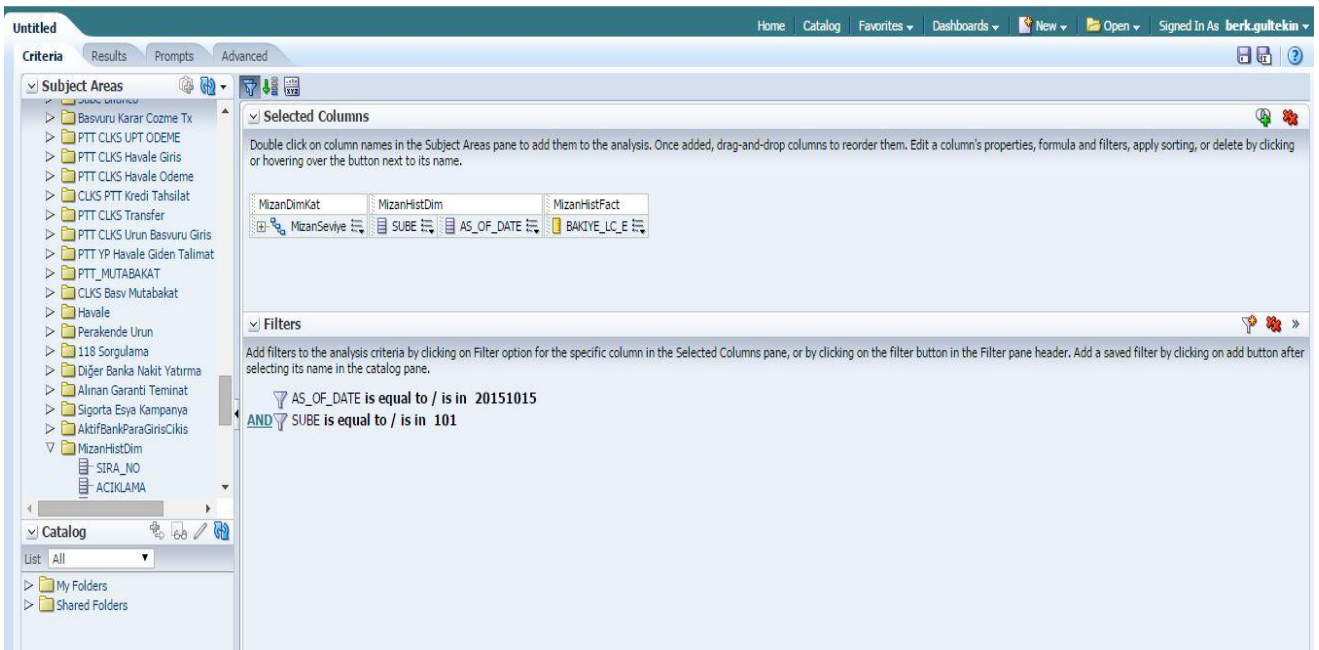 Untitled
Home Catalog Favorites Dashboards New Open Signed In As berk.gultekin
Criteria Results Prompts Advanced
Subject Areas
Basvuru Karar Cozme Tx
PTT CLKS UPT ODEME
PTT CLKS Havale Giris
PTT CLKS Havale Odeme
CLKS PTT Kredi Tahsilat
PTT CLKS Transfer
PTT CLKS Urun Basvuru Giris
PTT YP Havale Giden Talimat
PTT_MUTABAKAT
CLKS Basv Mutabakat
Havale
Perakende Urun
118 Sorgulama
Diğer Banka Nakit Yatırma
Alınan Garanti Teminat
Sigorta Esya Kampanya
AktifBankParaGirisCikis
MizanHistDim
SIRA_NO
ACIKLAMA
Catalog
List All
My Folders
Shared Folders
Selected Columns
Double click on column names in the Subject Areas pane to add them to the analysis. Once added, drag-and-drop columns to reorder them. Edit a column's properties, formula and filters, apply sorting, or delete by clicking
or hovering over the button next to its name.
MizanDimKat MizanHistDim MizanHistFact
MizanSeviye SUBE AS_OF_DATE BAKIYE_LC_E
Filters
Add filters to the analysis criteria by clicking on Filter option for the specific column in the Selected Columns pane, or by clicking on the filter button in the Filter pane header. Add a saved filter by clicking on add button after
selecting its name in the catalog pane.
AS_OF_DATE is equal to / is in 20151015
AND SUBE is equal to / is in 101